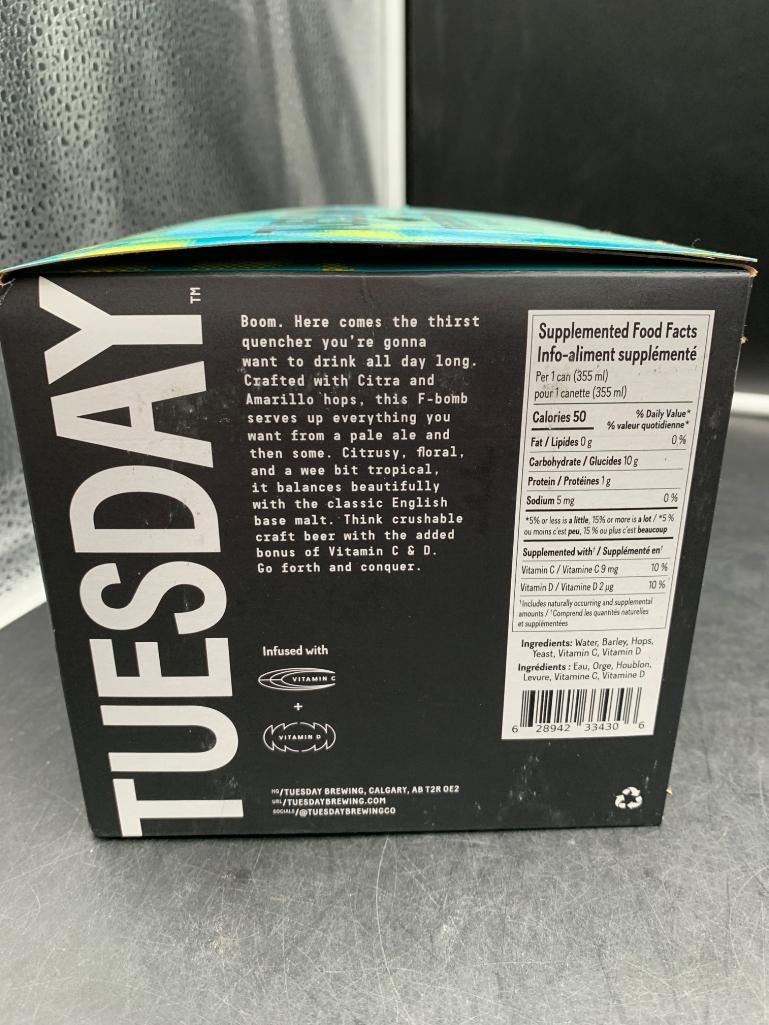 TUESDAY™
Boom. Here comes the thirst
quencher you're gonna
want to drink all day long.
Crafted with Citra and
Amarillo hops, this F-bomb
serves up everything you
want from a pale ale and
then some. Citrusy, floral,
and a wee bit tropical,
it balances beautifully
with the classic English
base malt. Think crushable
craft beer with the added
bonus of Vitamin C & D.
Go forth and conquer.
Infused with
VITAMIN C
+
VITAMIN D
HQ/TUESDAY BREWING, CALGARY, AB T2R 0E2
URL/TUESDAYBREWING.COM
SOCIALS/@TUESDAYBREWINGCO
Supplemented Food Facts
Info-aliment supplémenté
Per 1 can (355 ml)
pour 1 canette (355 ml)
Calories 50 % Daily Value*
% valeur quotidienne*
Fat / Lipides 0 g 0 %
Carbohydrate / Glucides 10 g
Protein / Protéines 1 g
Sodium 5 mg 0 %
*5% or less is a little, 15% or more is a lot / *5 %
ou moins c'est peu, 15 % ou plus c'est beaucoup
Supplemented with† / Supplémenté en†
Vitamin C / Vitamine C 9 mg 10 %
Vitamin D / Vitamine D 2 µg 10 %
†Includes naturally occurring and supplemental
amounts / †Comprend les quantités naturelles
et supplémentées
Ingredients: Water, Barley, Hops,
Yeast, Vitamin C, Vitamin D
Ingrédients : Eau, Orge, Houblon,
Levure, Vitamine C, Vitamine D
6 28942 33430 6